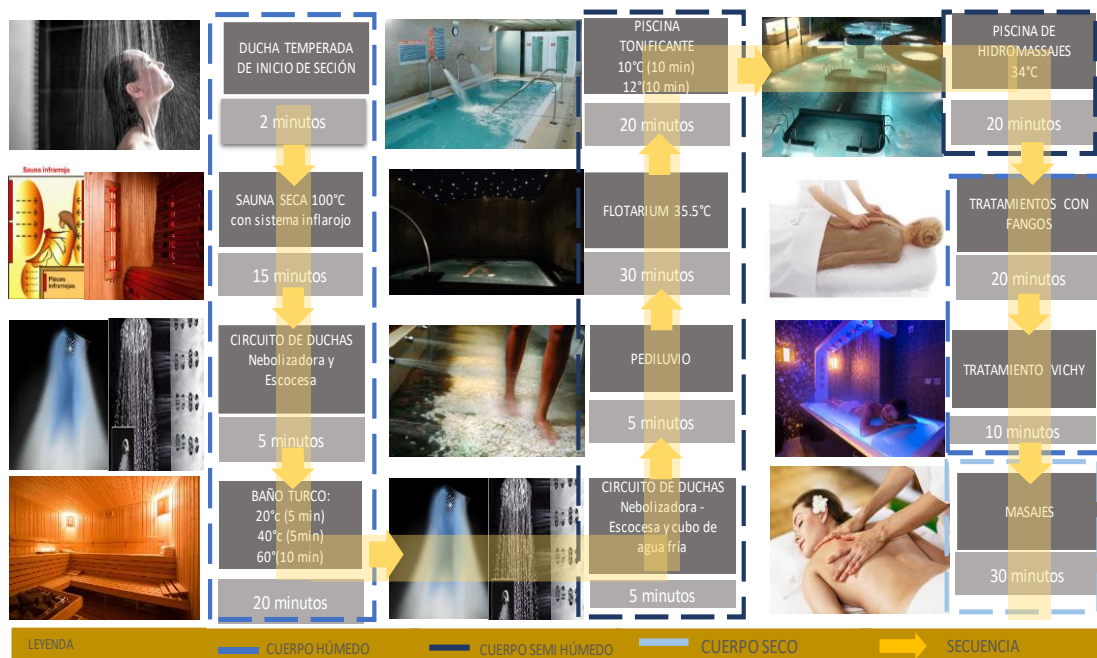 DUCHA TEMPERADA
DE INICIO DE SECIÓN
2 minutos
Sauna infrarroja
Placas
infrarrojas
SAUNA SECA 100°C
con sistema inflarojo
15 minutos
CIRCUITO DE DUCHAS
Nebolizadora y
Escocesa
5 minutos
BAÑO TURCO:
20°c (5 min)
40°c (5min)
60°(10 min)
20 minutos
CIRCUITO DE DUCHAS
Nebolizadora -
Escocesa y cubo de
agua fría
5 minutos
PEDILUVIO
5 minutos
FLOTARIUM 35.5°C
30 minutos
PISCINA
TONIFICANTE
10°C (10 min)
12°(10 min)
20 minutos
PISCINA DE
HIDROMASSAJES
34°C
20 minutos
TRATAMIENTOS CON
FANGOS
20 minutos
TRATAMIENTO VICHY
10 minutos
MASAJES
30 minutos
LEYENDA
CUERPO HÚMEDO
CUERPO SEMI HÚMEDO
CUERPO SECO
SECUENCIA